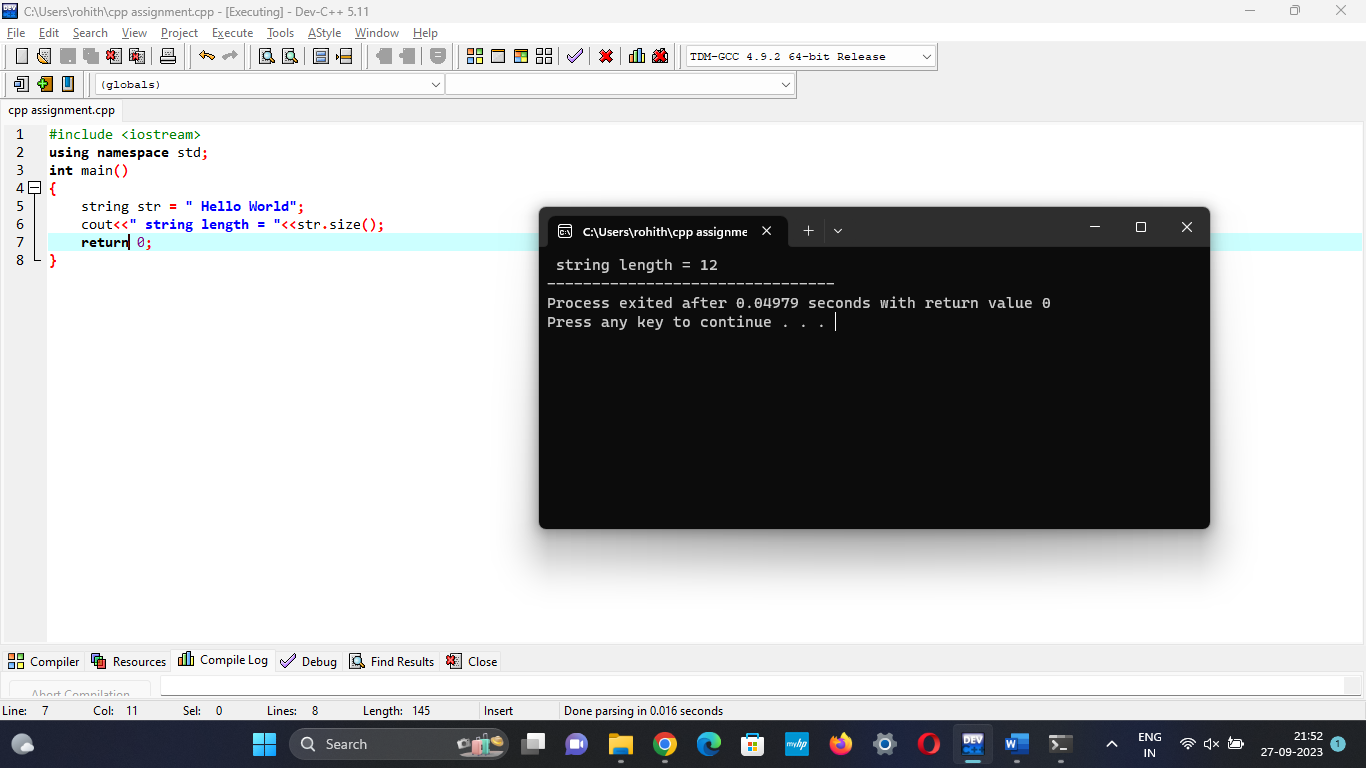 C:\Users\rohith\cpp assignment.cpp - [Executing] - Dev-C++ 5.11
File Edit Search View Project Execute Tools AStyle Window Help
TDM-GCC 4.9.2 64-bit Release
(globals)
cpp assignment.cpp
1 #include <iostream>
2 using namespace std;
3 int main()
4 {
5 string str = " Hello World";
6 cout<<" string length = "<<str.size();
7 return 0;
8 }
C:\Users\rohith\cpp assignme
string length = 12
--------------------------------
Process exited after 0.04979 seconds with return value 0
Press any key to continue . . .
Compiler Resources Compile Log Debug Find Results Close
Abort Compilation
Line: 7 Col: 11 Sel: 0 Lines: 8 Length: 145 Insert Done parsing in 0.016 seconds
Search
DEV
myhp
ENG
IN
21:52
27-09-2023
1